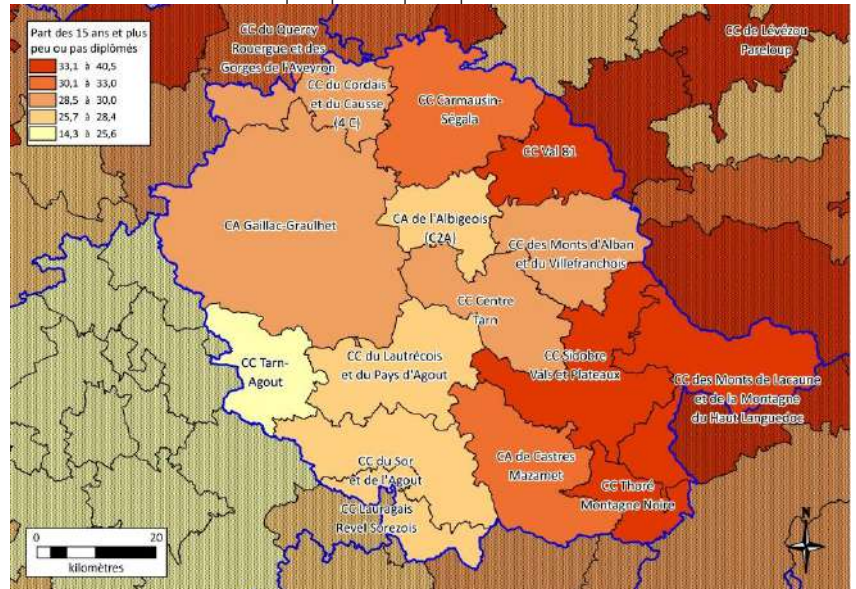 Part des 15 ans et plus
peu ou pas diplômés
33,1 à 40,5
30,1 à 33,0
28,5 à 30,0
25,7 à 28,4
14,3 à 25,6
CC du Quercy
Rouergue et des
Gorges de l'Aveyron
CC de Lévézou
Pareloup
CC du Cordais
et du Causse
(4 C)
CC Carmausin-
Ségala
CC Val 81
CA Gaillac-Graulhet
CA de l'Albigeois
(C2A)
CC des Monts d'Alban
et du Villefranchois
CC Centre
Tarn
CC Tarn-
Agout
CC du Lautrécois
et du Pays d'Agout
CC Sidobre
Vals et Plateaux
CC des Monts de Lacaune
et de la Montagne
du Haut Languedoc
CC du Sor
et de l'Agout
CA de Castres
Mazamet
CC Thoré
Montagne Noire
CC Lauragais
Revel Sorezois
0 20
kilomètres
N